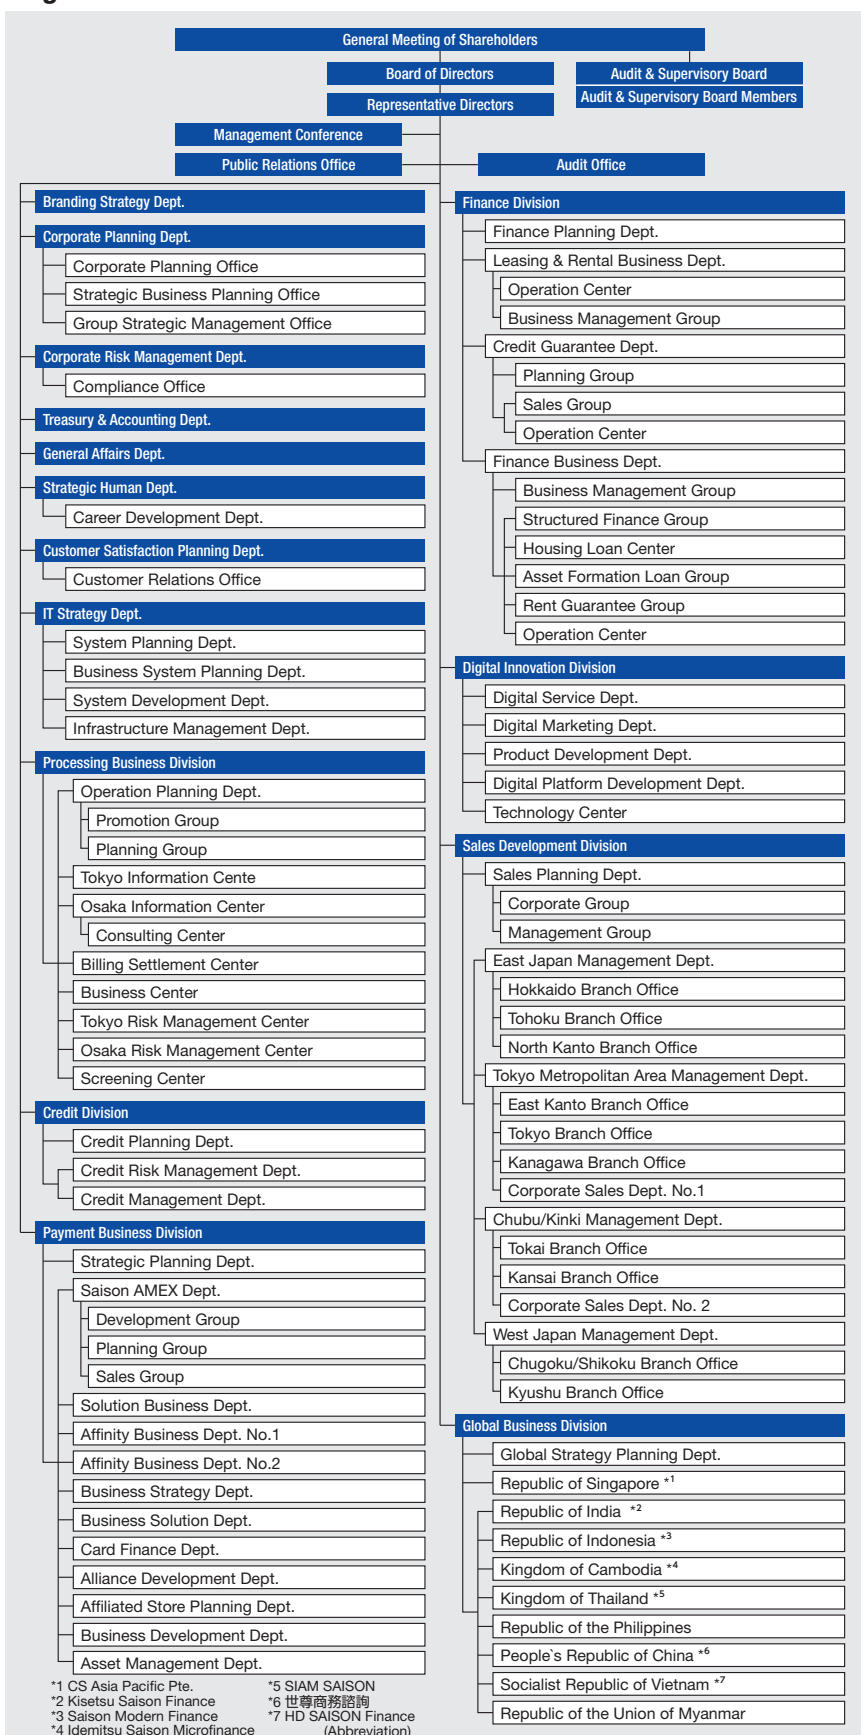 General Meeting of Shareholders
Board of Directors
Audit & Supervisory Board
Audit & Supervisory Board Members
Representative Directors
Management Conference
Public Relations Office
Audit Office
Branding Strategy Dept.
Corporate Planning Dept.
Corporate Planning Office
Strategic Business Planning Office
Group Strategic Management Office
Corporate Risk Management Dept.
Compliance Office
Treasury & Accounting Dept.
General Affairs Dept.
Strategic Human Dept.
Career Development Dept.
Customer Satisfaction Planning Dept.
Customer Relations Office
IT Strategy Dept.
System Planning Dept.
Business System Planning Dept.
System Development Dept.
Infrastructure Management Dept.
Processing Business Division
Operation Planning Dept.
Promotion Group
Planning Group
Tokyo Information Cente
Osaka Information Center
Consulting Center
Billing Settlement Center
Business Center
Tokyo Risk Management Center
Osaka Risk Management Center
Screening Center
Credit Division
Credit Planning Dept.
Credit Risk Management Dept.
Credit Management Dept.
Payment Business Division
Strategic Planning Dept.
Saison AMEX Dept.
Development Group
Planning Group
Sales Group
Solution Business Dept.
Affinity Business Dept. No.1
Affinity Business Dept. No.2
Business Strategy Dept.
Business Solution Dept.
Card Finance Dept.
Alliance Development Dept.
Affiliated Store Planning Dept.
Business Development Dept.
Asset Management Dept.
Finance Division
Finance Planning Dept.
Leasing & Rental Business Dept.
Operation Center
Business Management Group
Credit Guarantee Dept.
Planning Group
Sales Group
Operation Center
Finance Business Dept.
Business Management Group
Structured Finance Group
Housing Loan Center
Asset Formation Loan Group
Rent Guarantee Group
Operation Center
Digital Innovation Division
Digital Service Dept.
Digital Marketing Dept.
Product Development Dept.
Digital Platform Development Dept.
Technology Center
Sales Development Division
Sales Planning Dept.
Corporate Group
Management Group
East Japan Management Dept.
Hokkaido Branch Office
Tohoku Branch Office
North Kanto Branch Office
Tokyo Metropolitan Area Management Dept.
East Kanto Branch Office
Tokyo Branch Office
Kanagawa Branch Office
Corporate Sales Dept. No.1
Chubu/Kinki Management Dept.
Tokai Branch Office
Kansai Branch Office
Corporate Sales Dept. No. 2
West Japan Management Dept.
Chugoku/Shikoku Branch Office
Kyushu Branch Office
Global Business Division
Global Strategy Planning Dept.
Republic of Singapore *1
Republic of India *2
Republic of Indonesia *3
Kingdom of Cambodia *4
Kingdom of Thailand *5
Republic of the Philippines
People`s Republic of China *6
Socialist Republic of Vietnam *7
Republic of the Union of Myanmar
*1 CS Asia Pacific Pte.
*2 Kisetsu Saison Finance
*3 Saison Modern Finance
*4 Idemitsu Saison Microfinance
*5 SIAM SAISON
*6 世尊商務諮詢
*7 HD SAISON Finance
(Abbreviation)